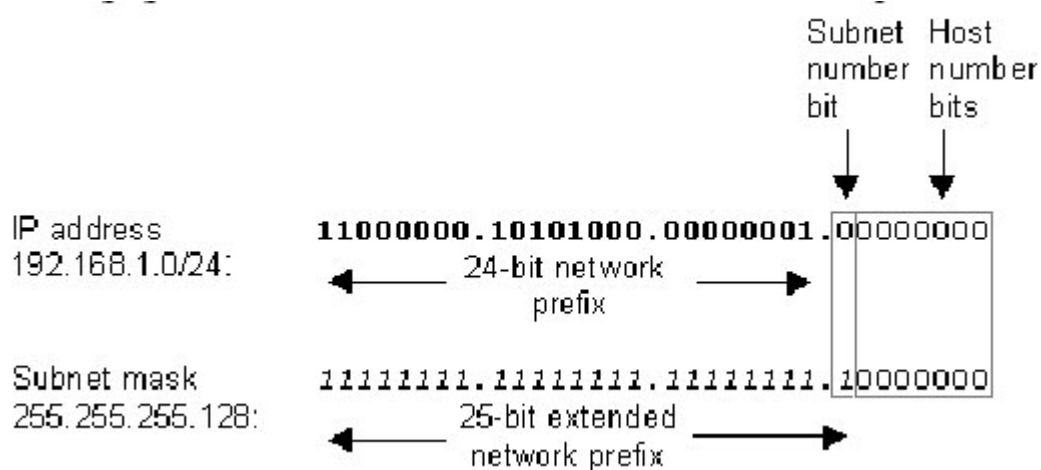 Subnet Host
number number
bit bits
IP address 11000000.10101000.00000001.00000000
192.168.1.0/24: 24-bit network
prefix
Subnet mask 11111111.11111111.11111111.10000000
255.255.255.128: 25-bit extended
network prefix